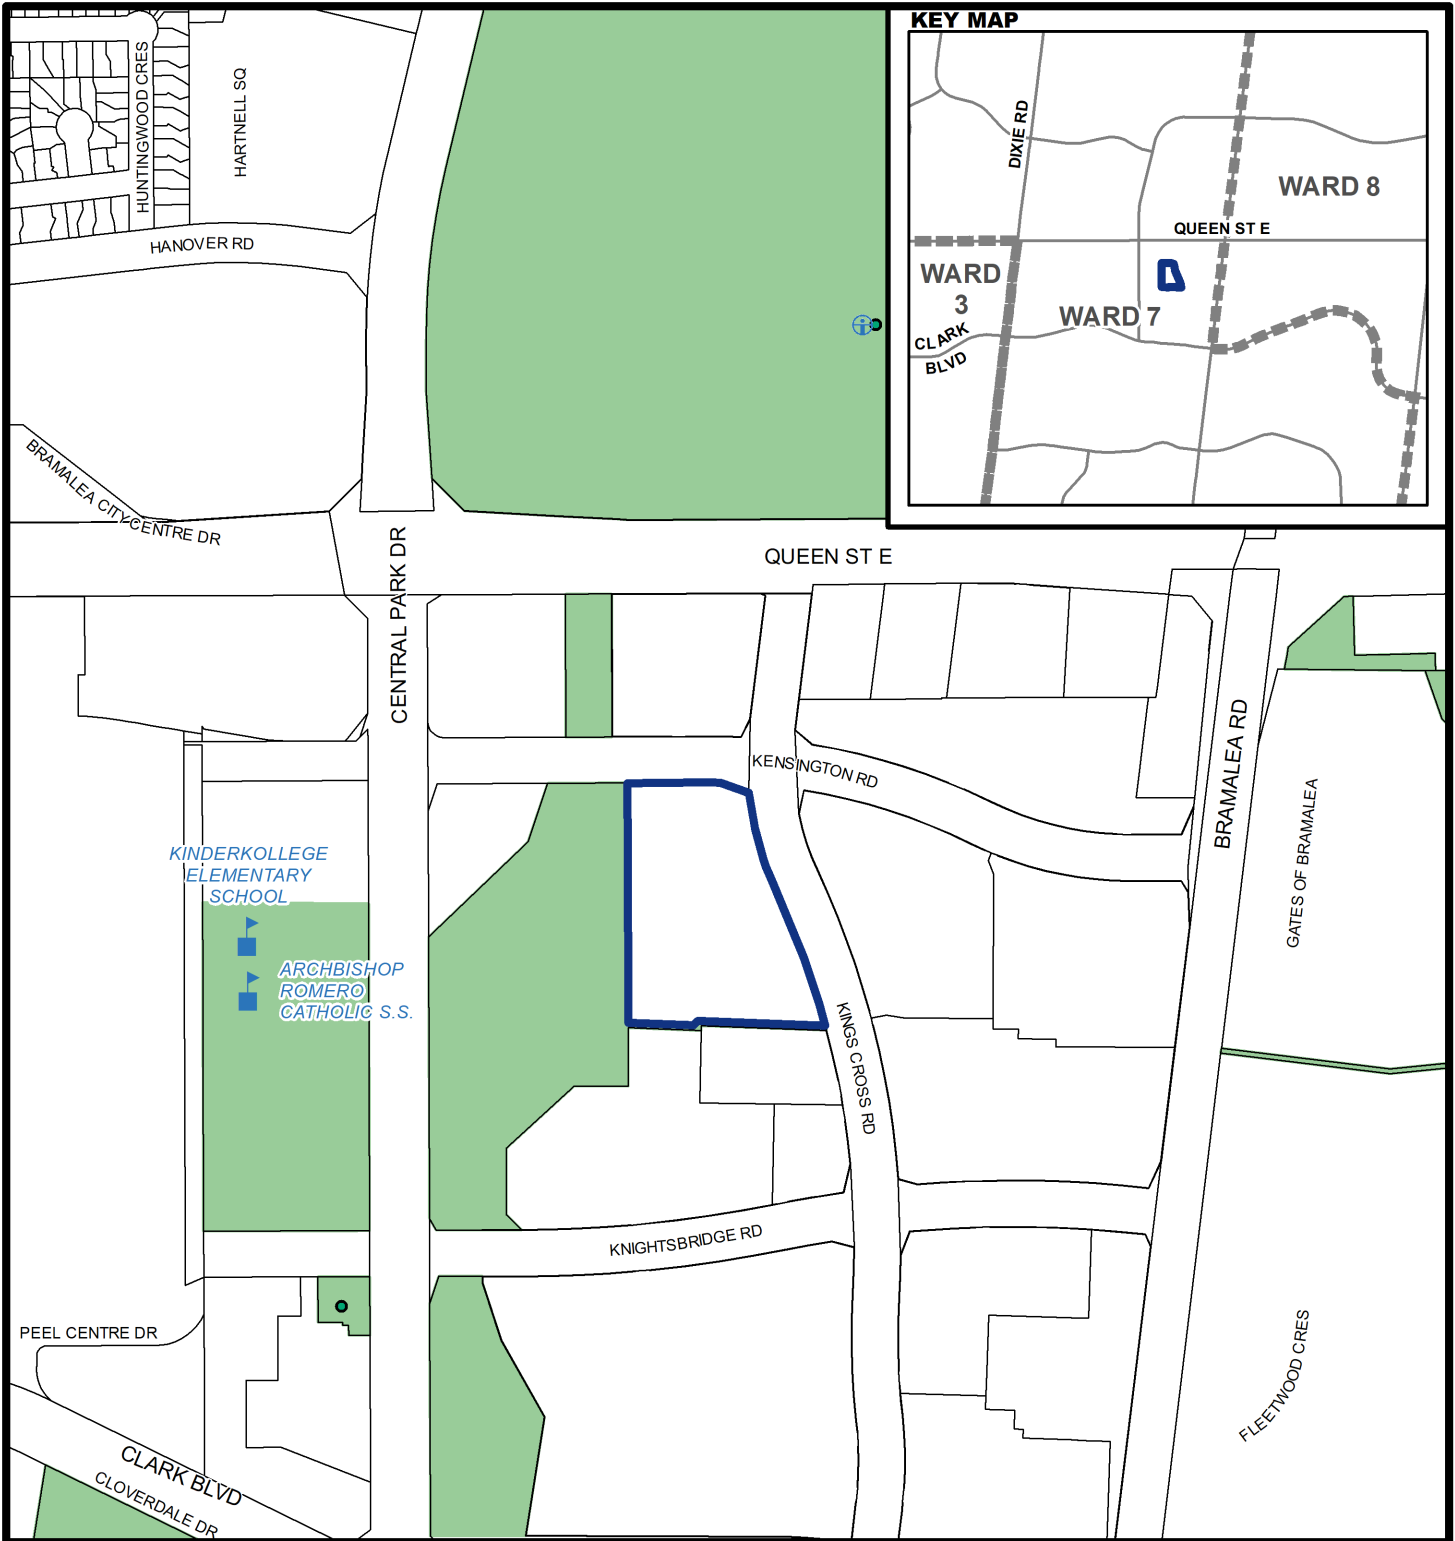 KEY MAP
HUNTINGWOOD CRES
HARTNELL SQ
HANOVER RD
DIXIE RD
WARD 8
QUEEN ST E
WARD
3
WARD 7
CLARK
BLVD
BRAMALEA CITY CENTRE DR
CENTRAL PARK DR
QUEEN ST E
KENSINGTON RD
BRAMALEA RD
GATES OF BRAMALEA
KINDERKOLLEGE
ELEMENTARY
SCHOOL
ARCHBISHOP
ROMERO
CATHOLIC S.S.
KINGS CROSS RD
KNIGHTSBRIDGE RD
PEEL CENTRE DR
FLEETWOOD CRES
CLARK BLVD
CLOVERDALE DR